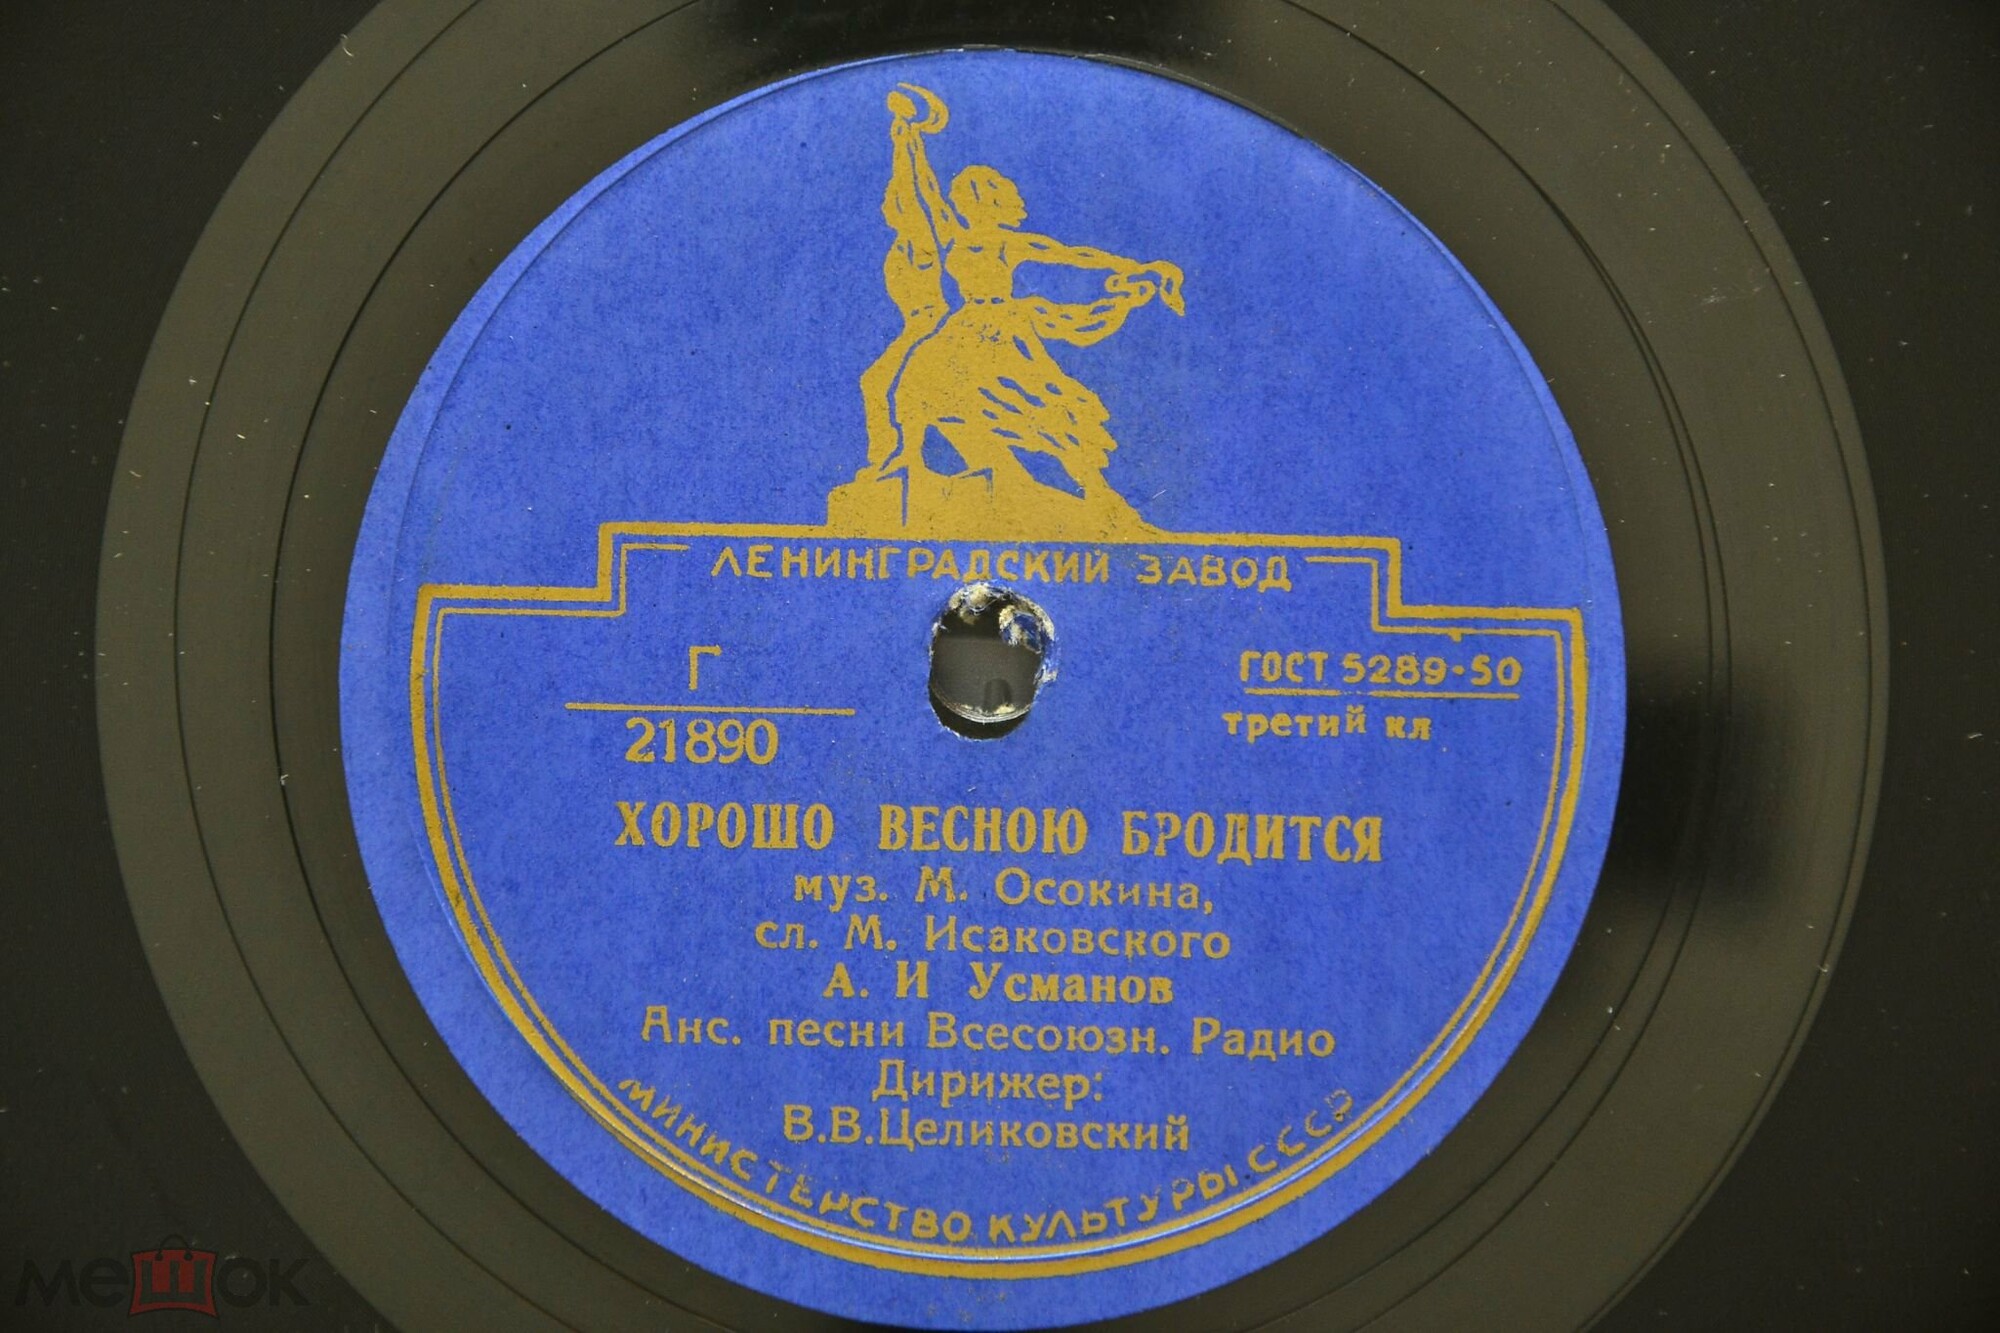 ЛЕНИНГРАДСКИЙ ЗАВОД
Г
21890
ГОСТ 5289-50
третий кл
ХОРОШО ВЕСНОЮ БРОДИТСЯ
муз. М. Осокина,
сл. М. Исаковского
А. И Усманов
Анс. песни Всесоюзн. Радио
Дирижер:
В.В.Целиковский
МИНИСТЕРСТВО КУЛЬТУРЫ СССР
мешок